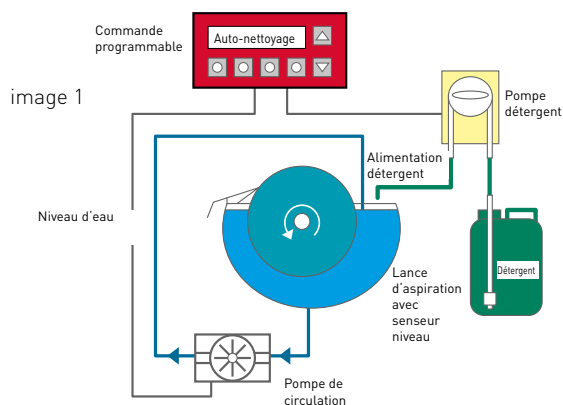 Commande
programmable
Auto-nettoyage
image 1
Pompe
détergent
Alimentation
détergent
Niveau d'eau
Détergent
Lance
d'aspiration
avec
senseur
niveau
Pompe de
circulation